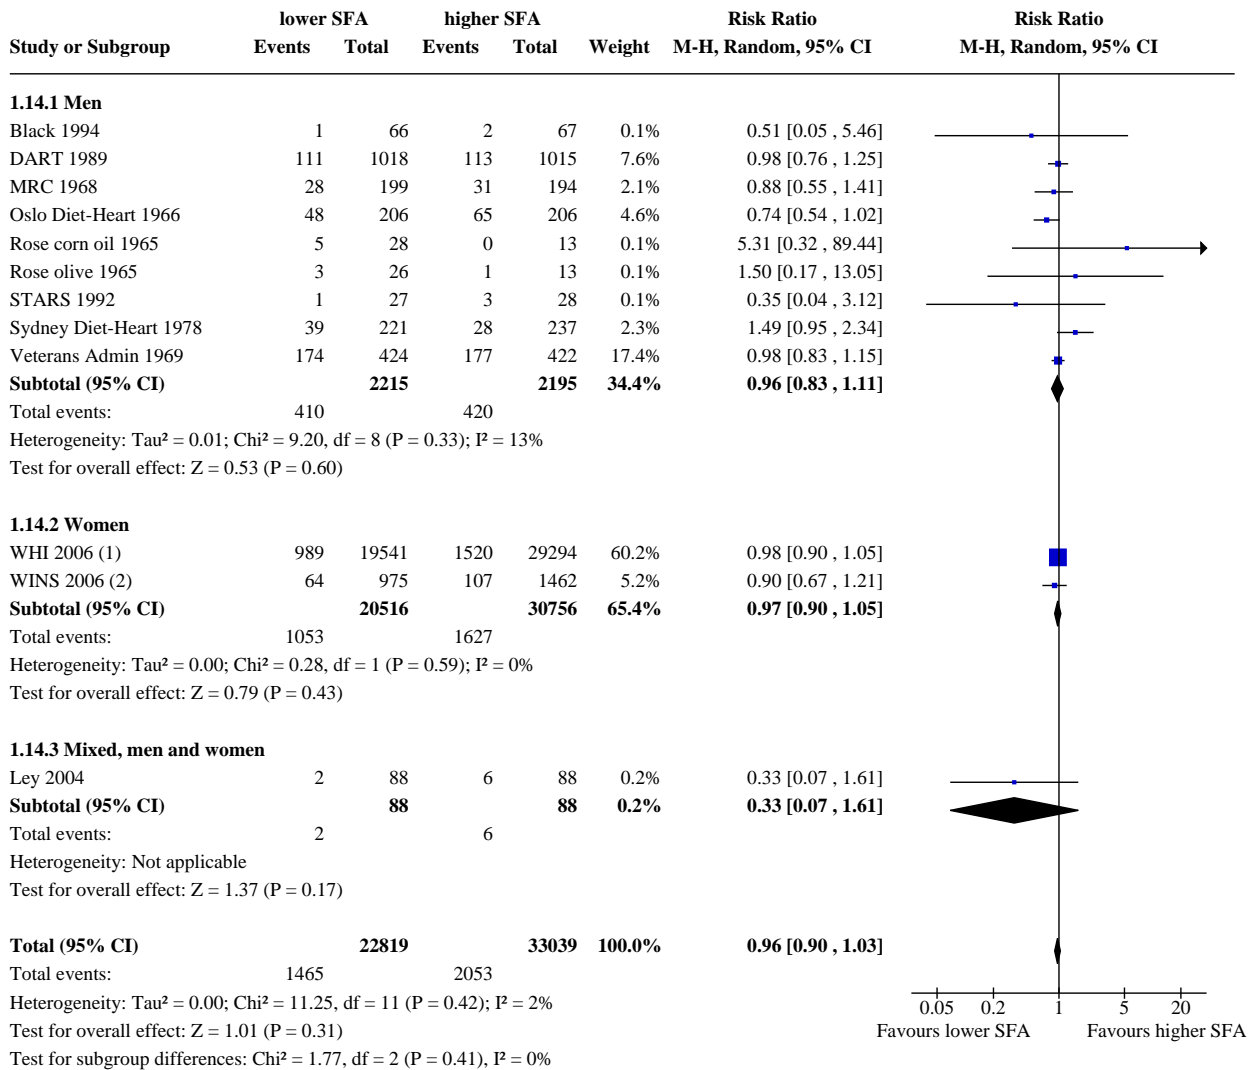 lower SFA higher SFA Risk Ratio Risk Ratio
Study or Subgroup Events Total Events Total Weight M-H, Random, 95% CI M-H, Random, 95% CI
1.14.1 Men
Black 1994 1 66 2 67 0.1% 0.51 [0.05 , 5.46]
DART 1989 111 1018 113 1015 7.6% 0.98 [0.76 , 1.25]
MRC 1968 28 199 31 194 2.1% 0.88 [0.55 , 1.41]
Oslo Diet-Heart 1966 48 206 65 206 4.6% 0.74 [0.54 , 1.02]
Rose corn oil 1965 5 28 0 13 0.1% 5.31 [0.32 , 89.44]
Rose olive 1965 3 26 1 13 0.1% 1.50 [0.17 , 13.05]
STARS 1992 1 27 3 28 0.1% 0.35 [0.04 , 3.12]
Sydney Diet-Heart 1978 39 221 28 237 2.3% 1.49 [0.95 , 2.34]
Veterans Admin 1969 174 424 177 422 17.4% 0.98 [0.83 , 1.15]
Subtotal (95% CI) 2215 2195 34.4% 0.96 [0.83 , 1.11]
Total events: 410 420
Heterogeneity: Tau² = 0.01; Chi² = 9.20, df = 8 (P = 0.33); I² = 13%
Test for overall effect: Z = 0.53 (P = 0.60)
1.14.2 Women
WHI 2006 (1) 989 19541 1520 29294 60.2% 0.98 [0.90 , 1.05]
WINS 2006 (2) 64 975 107 1462 5.2% 0.90 [0.67 , 1.21]
Subtotal (95% CI) 20516 30756 65.4% 0.97 [0.90 , 1.05]
Total events: 1053 1627
Heterogeneity: Tau² = 0.00; Chi² = 0.28, df = 1 (P = 0.59); I² = 0%
Test for overall effect: Z = 0.79 (P = 0.43)
1.14.3 Mixed, men and women
Ley 2004 2 88 6 88 0.2% 0.33 [0.07 , 1.61]
Subtotal (95% CI) 88 88 0.2% 0.33 [0.07 , 1.61]
Total events: 2 6
Heterogeneity: Not applicable
Test for overall effect: Z = 1.37 (P = 0.17)
Total (95% CI) 22819 33039 100.0% 0.96 [0.90 , 1.03]
Total events: 1465 2053
Heterogeneity: Tau² = 0.00; Chi² = 11.25, df = 11 (P = 0.42); I² = 2%
0.05 0.2 1 5 20
Test for overall effect: Z = 1.01 (P = 0.31) Favours lower SFA Favours higher SFA
Test for subgroup differences: Chi² = 1.77, df = 2 (P = 0.41), I² = 0%